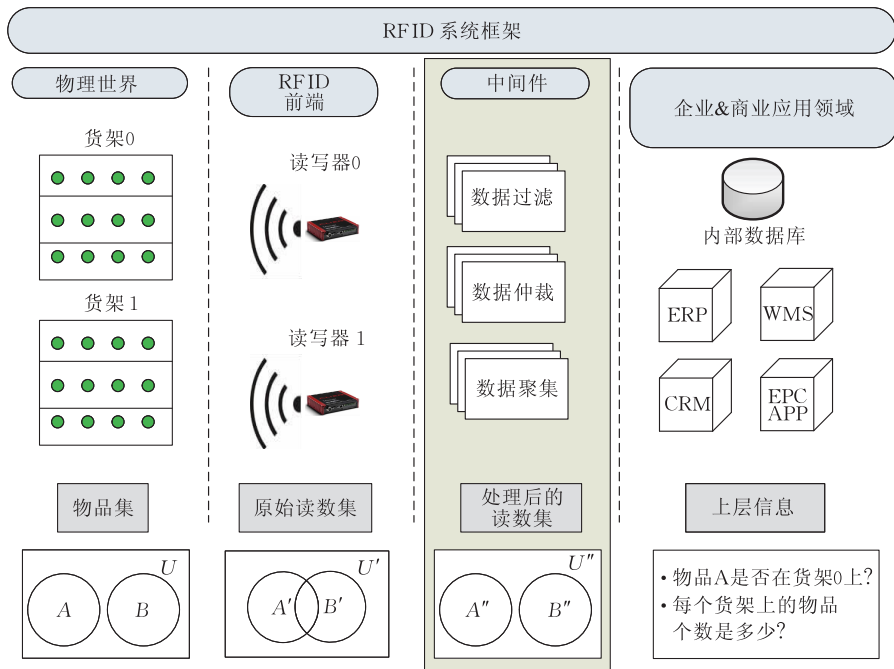 RFID 系统框架
物理世界
货架0
货架 1
物品集
A
B
U
RFID
前端
读写器0
读写器 1
原始读数集
A′
B′
U′
中间件
数据过滤
数据仲裁
数据聚集
处理后的
读数集
A″
B″
U″
企业&商业应用领域
内部数据库
ERP
WMS
CRM
EPC
APP
上层信息
·物品A是否在货架0上?
·每个货架上的物品
个数是多少?